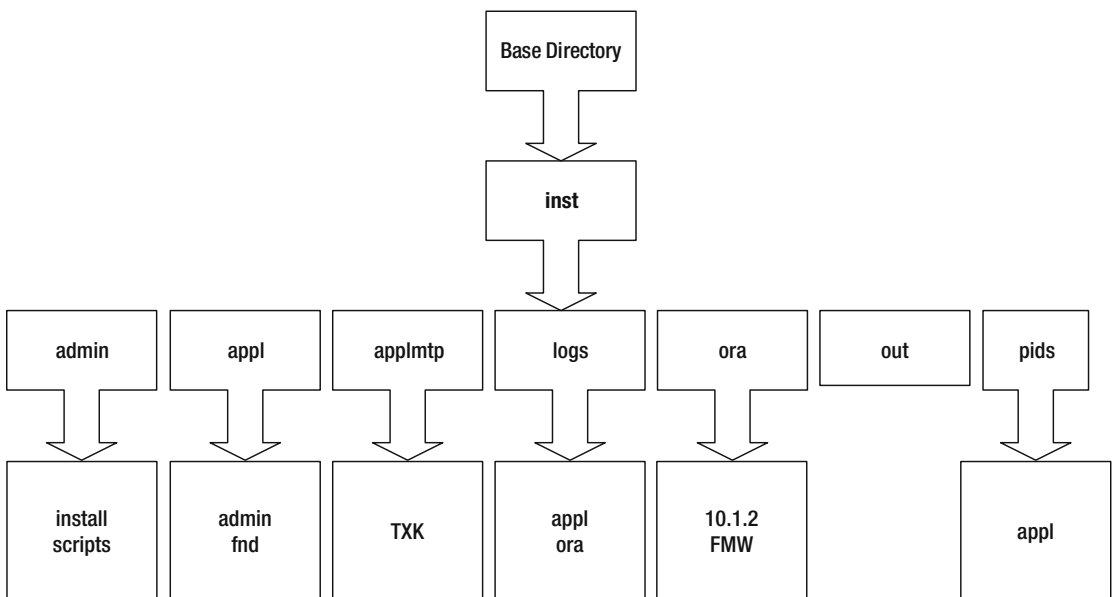 Base Directory
inst
admin
appl
applmtp
logs
ora
out
pids
install
scripts
admin
fnd
TXK
appl
ora
10.1.2
FMW
appl